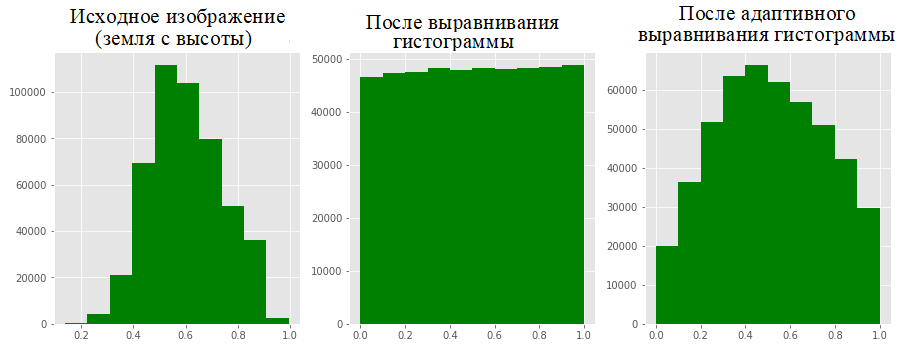 Исходное изображение
(земля с высоты)
100000
80000
60000
40000
20000
0
0.2 0.4 0.6 0.8 1.0
После выравнивания
гистограммы
50000
40000
30000
20000
10000
0
0.0 0.2 0.4 0.6 0.8 1.0
После адаптивного
выравнивания гистограммы
60000
50000
40000
30000
20000
10000
0
0.0 0.2 0.4 0.6 0.8 1.0